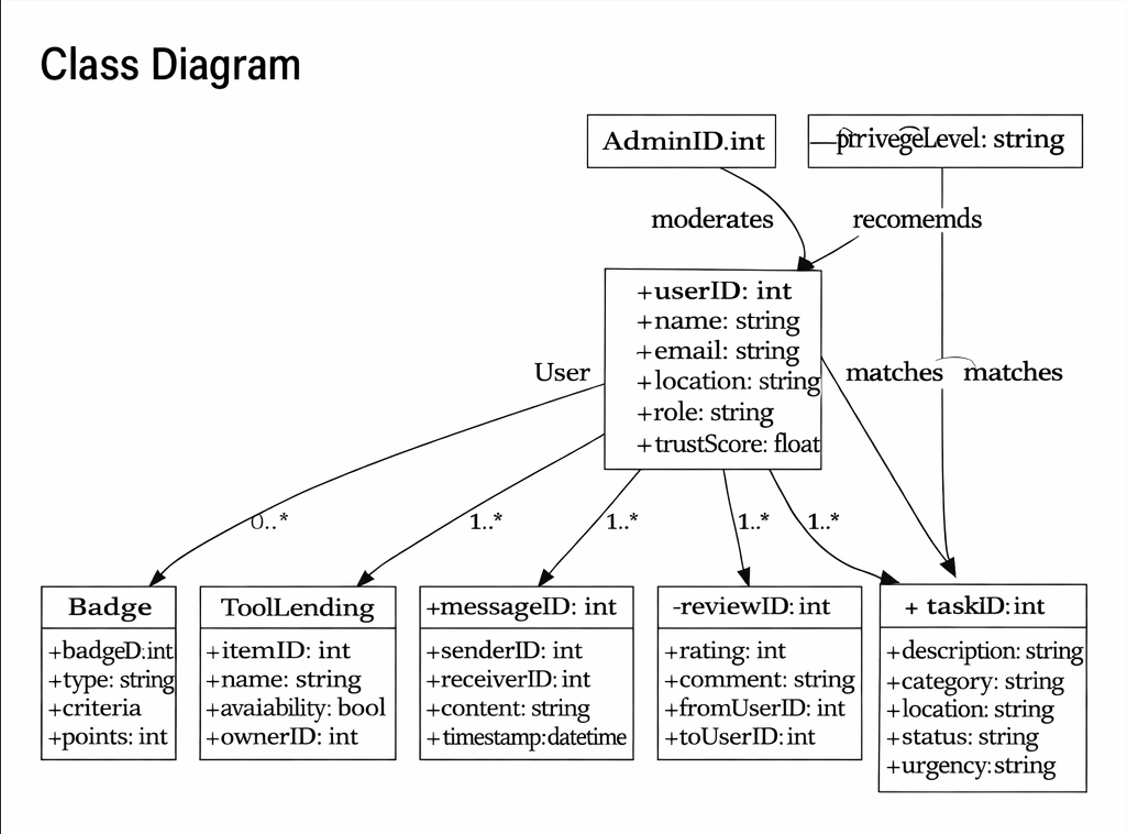 Class Diagram
AdminID.int
privegeLevel: string
moderates
recomemds
+userID: int
+name: string
+email: string
+location: string
+role: string
+trustScore: float
User
matches matches
0..*
1..*
1..*
1..*
1..*
Badge
+badgeD:int
+type: string
+criteria
+points: int
ToolLending
+itemID: int
+name: string
+avaiability: bool
+ownerID: int
+messageID: int
+senderID: int
+receiverID: int
+content: string
+timestamp:datetime
-reviewID: int
+rating: int
+comment: string
+fromUserID: int
+toUserID: int
+ taskID: int
+description: string
+category: string
+location: string
+status: string
+urgency: string